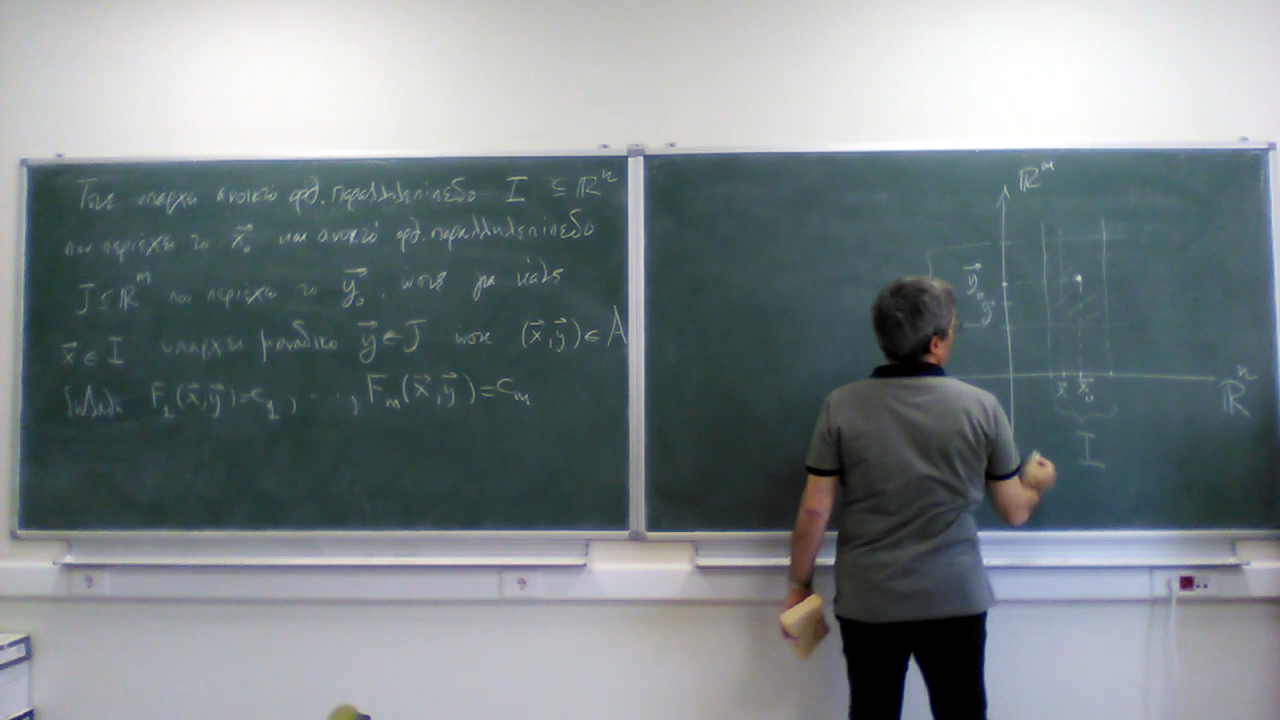 Τότε υπάρχει ανοικτό ορθ. παραλληλεπίπεδο I ⊆ ℝⁿ
που περιέχει το x⃗₀ και ανοικτό ορθ. παραλληλεπίπεδο
J ⊆ ℝᵐ που περιέχει το y⃗₀, ώστε για κάθε
x⃗ ∈ I υπάρχει μοναδικό y⃗ ∈ J ώστε (x⃗,y⃗) ∈ A
δηλαδή F₁(x⃗,y⃗)=c₁, ..., Fₘ(x⃗,y⃗)=cₘ
ℝᵐ
y⃗₀
y⃗
x⃗ x⃗₀
ℝⁿ
I